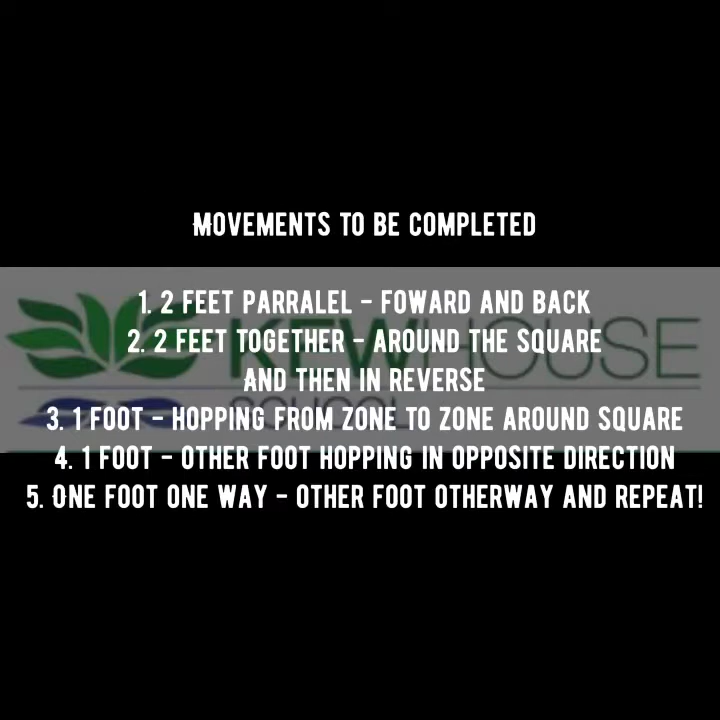 MOVEMENTS TO BE COMPLETED
1. 2 FEET PARRALEL - FOWARD AND BACK
2. 2 FEET TOGETHER - AROUND THE SQUARE
AND THEN IN REVERSE
KEWHOUSE
SCHOOL
3. 1 FOOT - HOPPING FROM ZONE TO ZONE AROUND SQUARE
4. 1 FOOT - OTHER FOOT HOPPING IN OPPOSITE DIRECTION
5. ONE FOOT ONE WAY - OTHER FOOT OTHERWAY AND REPEAT!